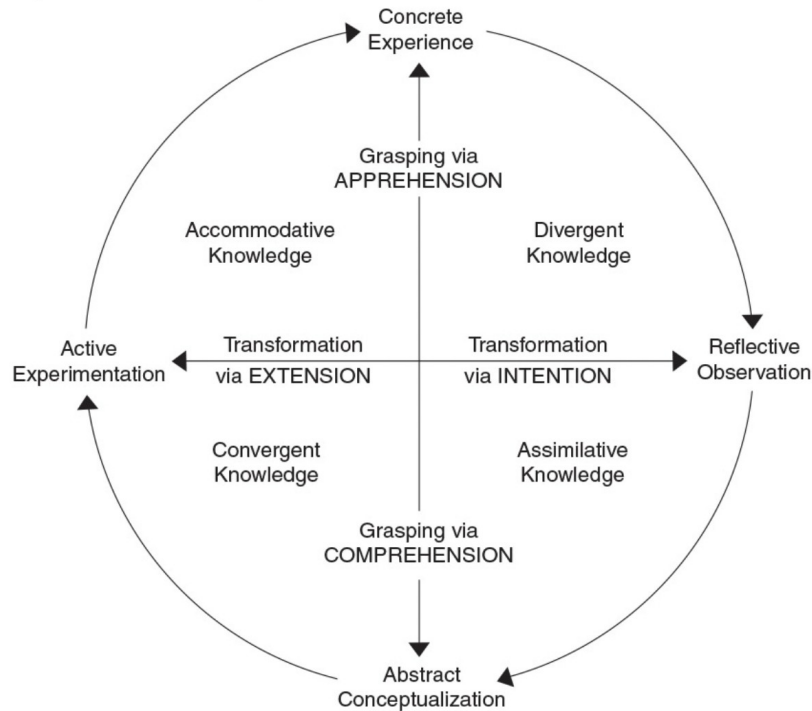 Concrete
Experience
Grasping via
APPREHENSION
Accommodative
Knowledge
Divergent
Knowledge
Active
Experimentation
Transformation
via EXTENSION
Transformation
via INTENTION
Reflective
Observation
Convergent
Knowledge
Assimilative
Knowledge
Grasping via
COMPREHENSION
Abstract
Conceptualization